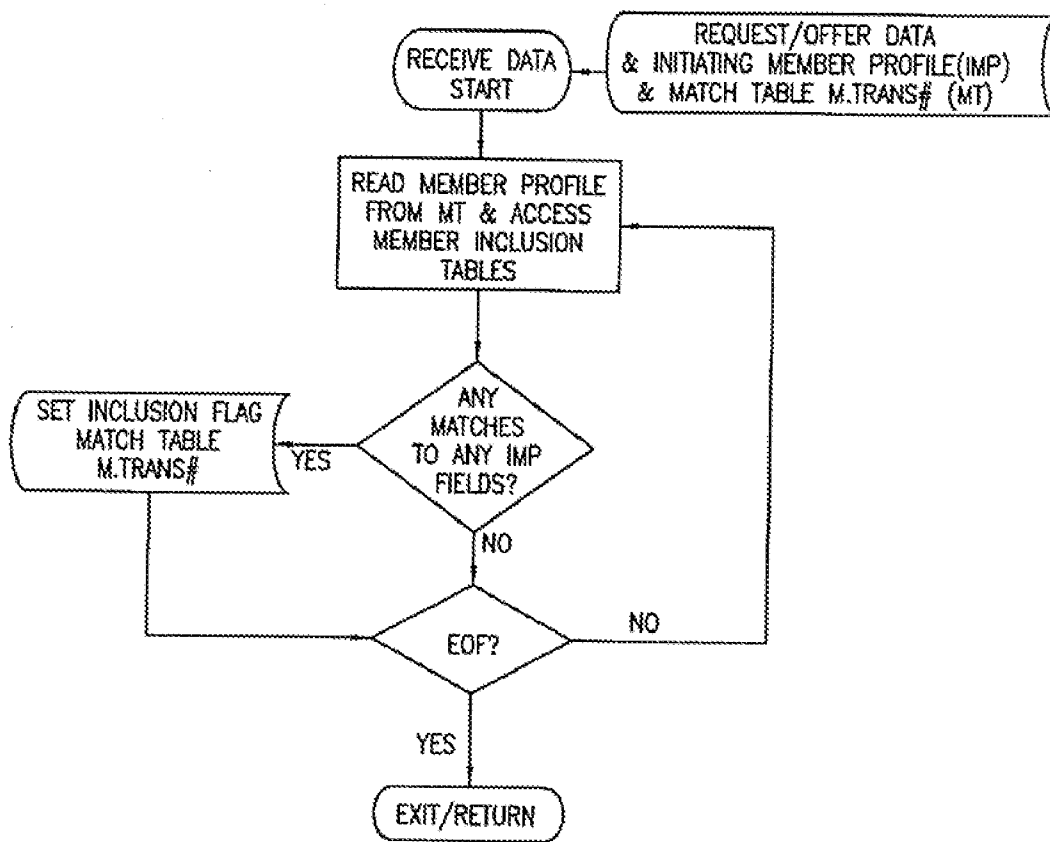 RECEIVE DATA
START
REQUEST/OFFER DATA
& INITIATING MEMBER PROFILE(IMP)
& MATCH TABLE M.TRANS# (MT)
READ MEMBER PROFILE
FROM MT & ACCESS
MEMBER INCLUSION
TABLES
ANY
MATCHES
TO ANY IMP
FIELDS?
YES
SET INCLUSION FLAG
MATCH TABLE
M.TRANS#
NO
EOF?
NO
YES
EXIT/RETURN